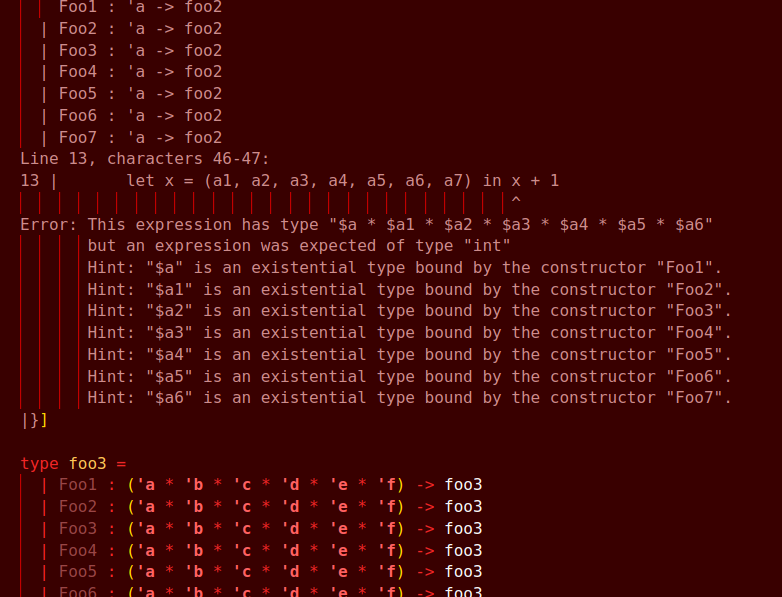 | Foo1 : 'a -> foo2
| Foo2 : 'a -> foo2
| Foo3 : 'a -> foo2
| Foo4 : 'a -> foo2
| Foo5 : 'a -> foo2
| Foo6 : 'a -> foo2
| Foo7 : 'a -> foo2
Line 13, characters 46-47:
13 |       let x = (a1, a2, a3, a4, a5, a6, a7) in x + 1
^
Error: This expression has type "$a * $a1 * $a2 * $a3 * $a4 * $a5 * $a6"
but an expression was expected of type "int"
Hint: "$a" is an existential type bound by the constructor "Foo1".
Hint: "$a1" is an existential type bound by the constructor "Foo2".
Hint: "$a2" is an existential type bound by the constructor "Foo3".
Hint: "$a3" is an existential type bound by the constructor "Foo4".
Hint: "$a4" is an existential type bound by the constructor "Foo5".
Hint: "$a5" is an existential type bound by the constructor "Foo6".
Hint: "$a6" is an existential type bound by the constructor "Foo7".
|}]
type foo3 =
| Foo1 : ('a * 'b * 'c * 'd * 'e * 'f) -> foo3
| Foo2 : ('a * 'b * 'c * 'd * 'e * 'f) -> foo3
| Foo3 : ('a * 'b * 'c * 'd * 'e * 'f) -> foo3
| Foo4 : ('a * 'b * 'c * 'd * 'e * 'f) -> foo3
| Foo5 : ('a * 'b * 'c * 'd * 'e * 'f) -> foo3
| Foo6 : ('a * 'b * 'c * 'd * 'e * 'f) -> foo3